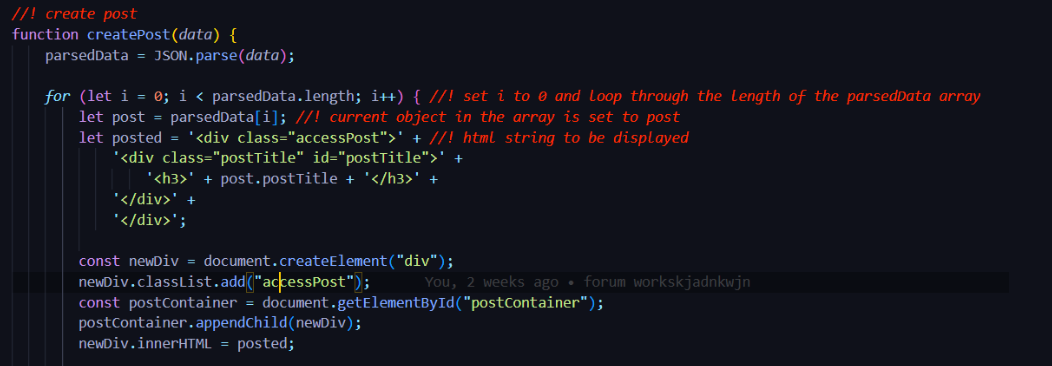 //! create post
function createPost(data) {
parsedData = JSON.parse(data);
for (let i = 0; i < parsedData.length; i++) { //! set i to 0 and loop through the length of the parsedData array
let post = parsedData[i]; //! current object in the array is set to post
let posted = '<div class="accessPost">' + //! html string to be displayed
'<div class="postTitle" id="postTitle">' +
'<h3>' + post.postTitle + '</h3>' +
'</div>' +
'</div>';
const newDiv = document.createElement("div");
newDiv.classList.add("accessPost"); You, 2 weeks ago • forum workskjadnkwjn
const postContainer = document.getElementById("postContainer");
postContainer.appendChild(newDiv);
newDiv.innerHTML = posted;